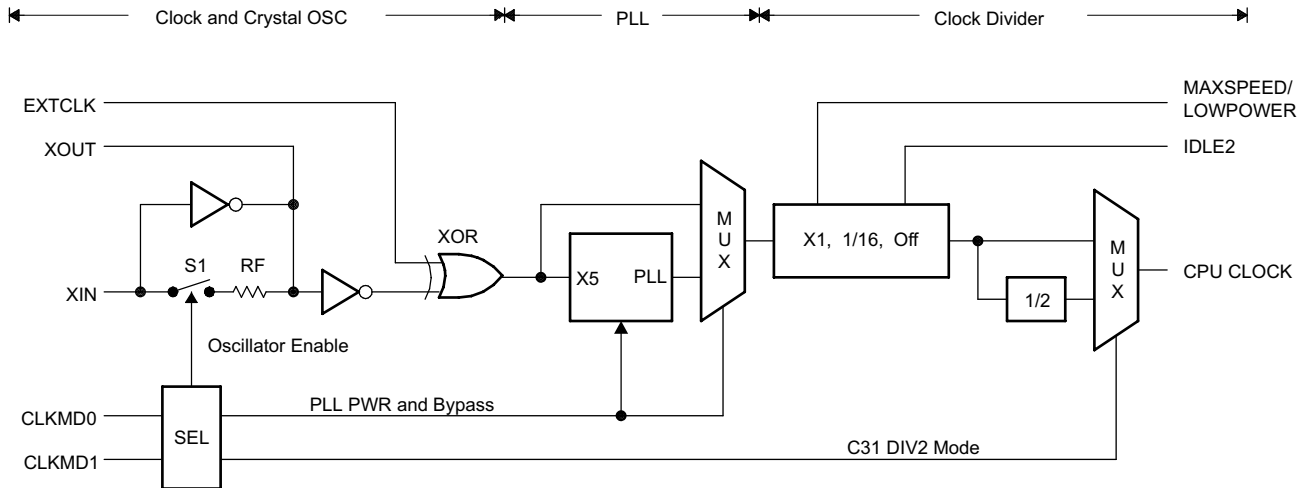 Clock and Crystal OSC
PLL
Clock Divider
EXTCLK
MAXSPEED/
LOWPOWER
XOUT
IDLE2
XOR
MUX
X1, 1/16, Off
MUX
S1
RF
X5
PLL
XIN
CPU CLOCK
1/2
Oscillator Enable
CLKMD0
PLL PWR and Bypass
SEL
CLKMD1
C31 DIV2 Mode